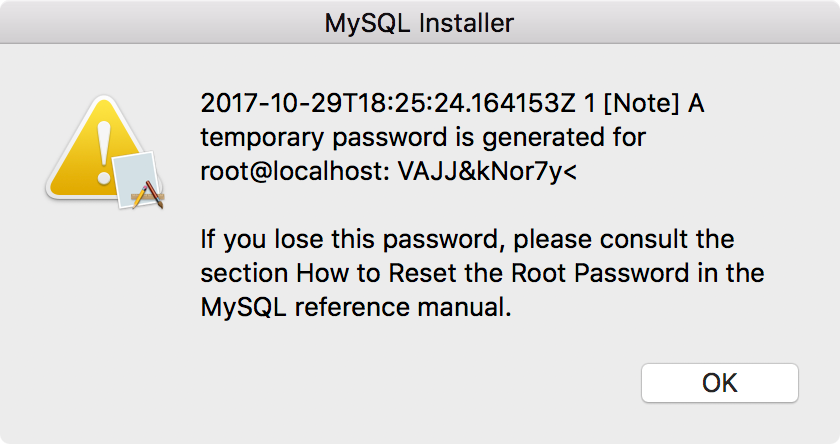 MySQL Installer
2017-10-29T18:25:24.164153Z 1 [Note] A
temporary password is generated for
root@localhost: VAJJ&kNor7y<
If you lose this password, please consult the
section How to Reset the Root Password in the
MySQL reference manual.
OK